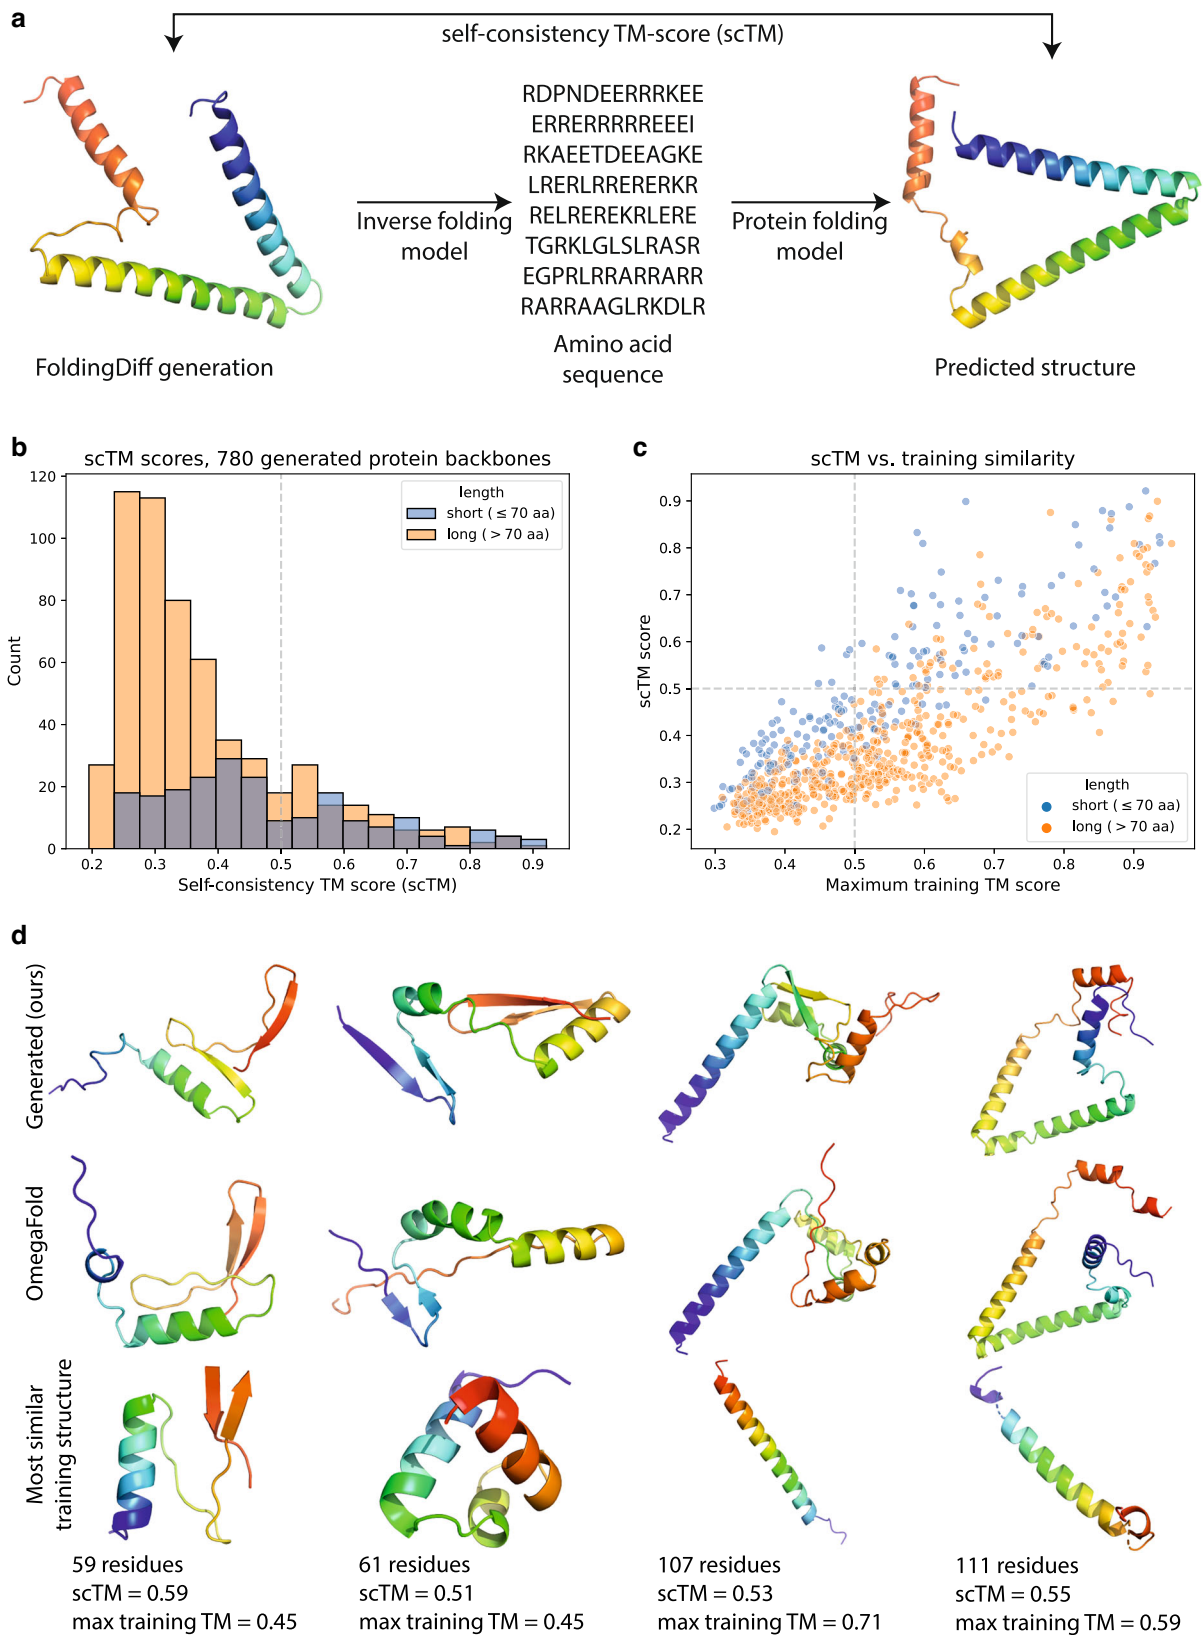 a
self-consistency TM-score (scTM)
RDPNDEERRRKEE
ERRERRRRREEEI
RKAEETDEEAGKE
LRERLRRERERKR
RELREREKRLERE
TGRKLGLSLRASR
EGPRLRRARRARR
RARRAAGLRKDLR
Inverse folding
model
Protein folding
model
FoldingDiff generation
Amino acid
sequence
Predicted structure
b
scTM scores, 780 generated protein backbones
120
100
80
60
40
20
0
Count
length
short (≤ 70 aa)
long (> 70 aa)
0.2 0.3 0.4 0.5 0.6 0.7 0.8 0.9
Self-consistency TM score (scTM)
c
scTM vs. training similarity
0.9
0.8
0.7
0.6
0.5
0.4
0.3
0.2
scTM score
length
short (≤ 70 aa)
long (> 70 aa)
0.3 0.4 0.5 0.6 0.7 0.8 0.9
Maximum training TM score
d
Generated (ours)
OmegaFold
Most similar
training structure
59 residues
scTM = 0.59
max training TM = 0.45
61 residues
scTM = 0.51
max training TM = 0.45
107 residues
scTM = 0.53
max training TM = 0.71
111 residues
scTM = 0.55
max training TM = 0.59